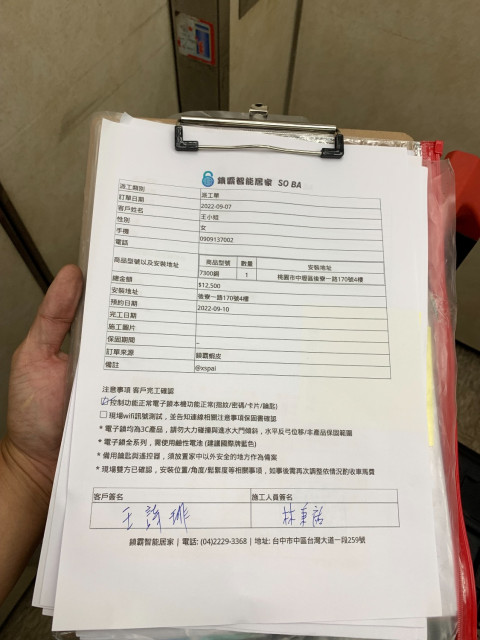 鎖霸智能居家 SO BA
派工類別 派工單
訂單日期 2022-09-07
客戶姓名
性別 女
手機 0909137002
電話
商品型號以及安裝地址 商品型號 數量 安裝地址
7300鋼 1 桃園市中壢區後寮一路170號4樓
總金額 $12,500
安裝地址 後寮一路170號4樓
預約日期 2022-09-10
完工日期
施工圖片
保固期間 –
訂單來源 鎖霸蝦皮
備註 @xspai
注意事項 客戶完工確認
控制功能正常電子鎖本機功能正常(指紋/密碼/卡片/鑰匙)
現場wifi訊號測試，並告知連線相關注意事項保固書確認
* 電子鎖均為3C產品，請勿大力碰撞與進水大門傾斜，水平反弓位移/非產品保固範圍
* 電子鎖全系列，需使用鹼性電池 (建議國際牌藍色)
* 備用鑰匙與遙控器，須放置家中以外安全的地方作為備案
* 現場雙方已確認，安裝位置/角度/鬆緊度等相關事項，如事後需再次調整依情況酌收車馬費
客戶簽名 施工人員簽名
鎖霸智能居家 | 電話: (04)2229-3368 | 地址: 台中市中區台灣大道一段259號